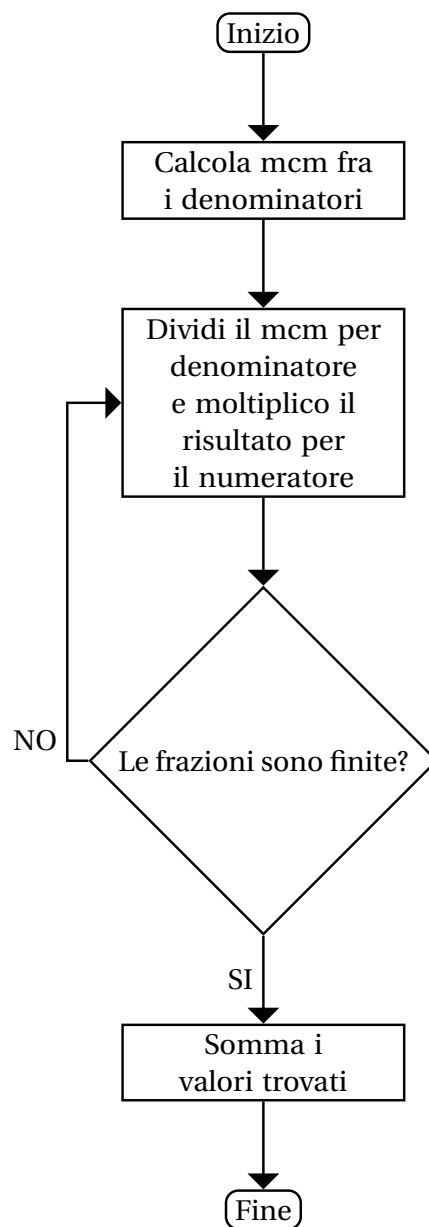 Inizio
Calcola mcm fra
i denominatori
Dividi il mcm per
denominatore
e moltiplico il
risultato per
il numeratore
NO
Le frazioni sono finite?
SI
Somma i
valori trovati
Fine